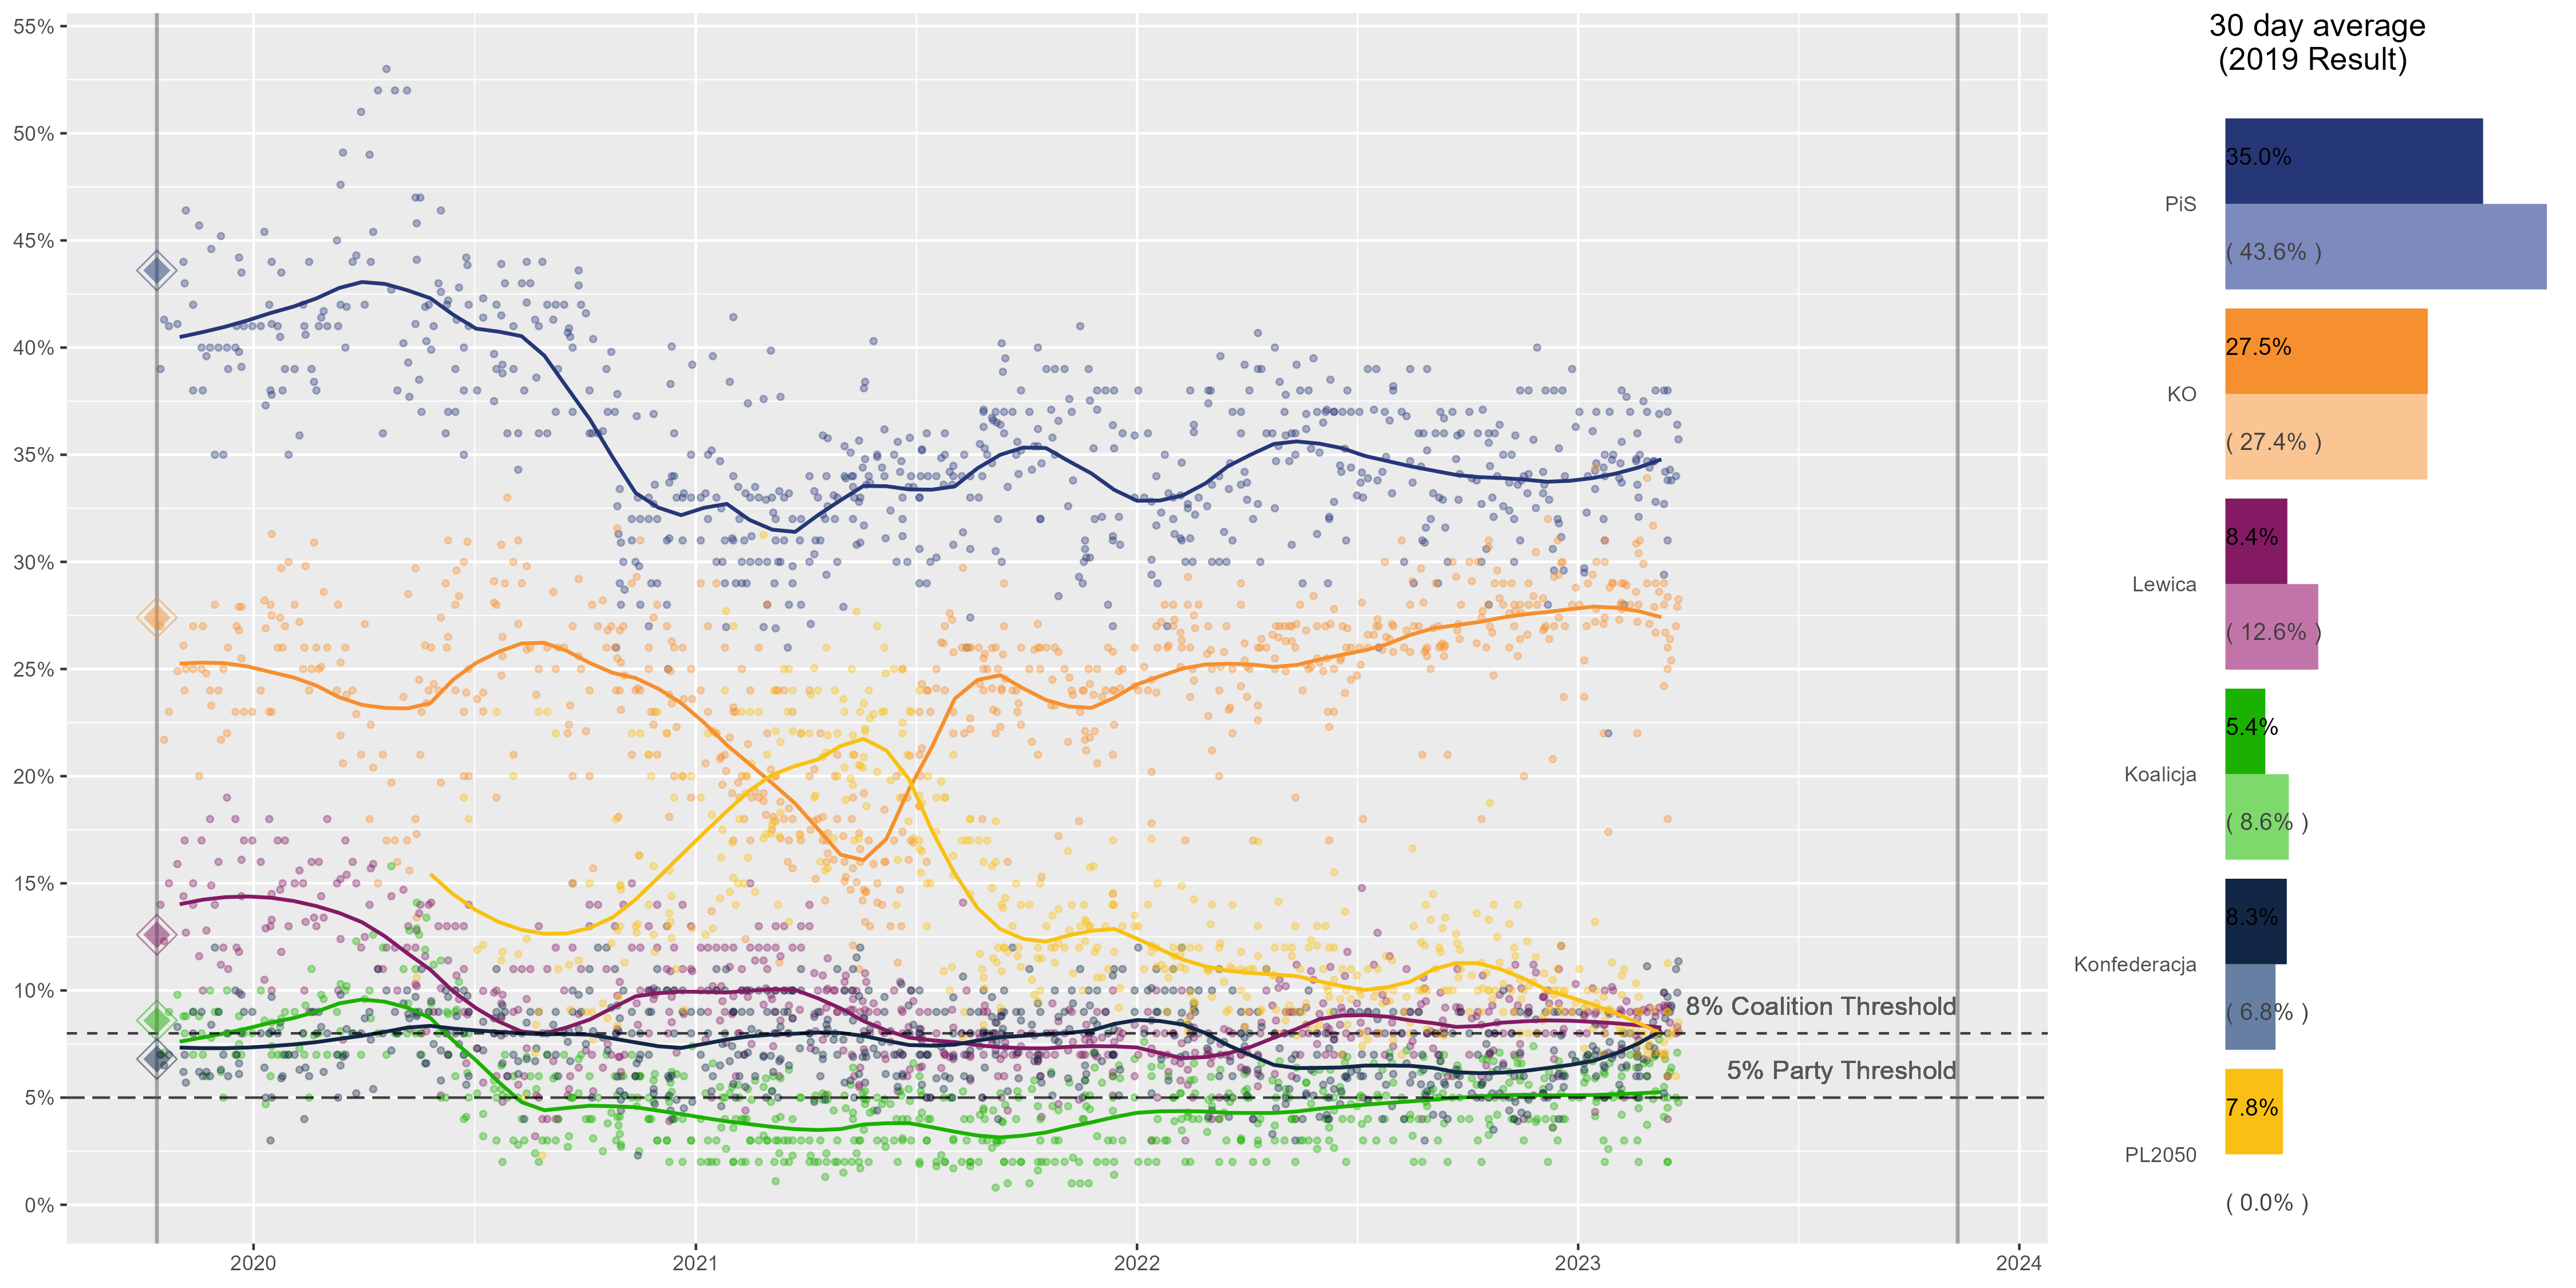 30 day average
(2019 Result)
55%
50%
45%
40%
35%
30%
25%
20%
15%
10%
5%
0%
2020
2021
2022
2023
2024
8% Coalition Threshold
5% Party Threshold
PiS
35.0%
( 43.6% )
KO
27.5%
( 27.4% )
Lewica
8.4%
( 12.6% )
Koalicja
5.4%
( 8.6% )
Konfederacja
8.3%
( 6.8% )
PL2050
7.8%
( 0.0% )